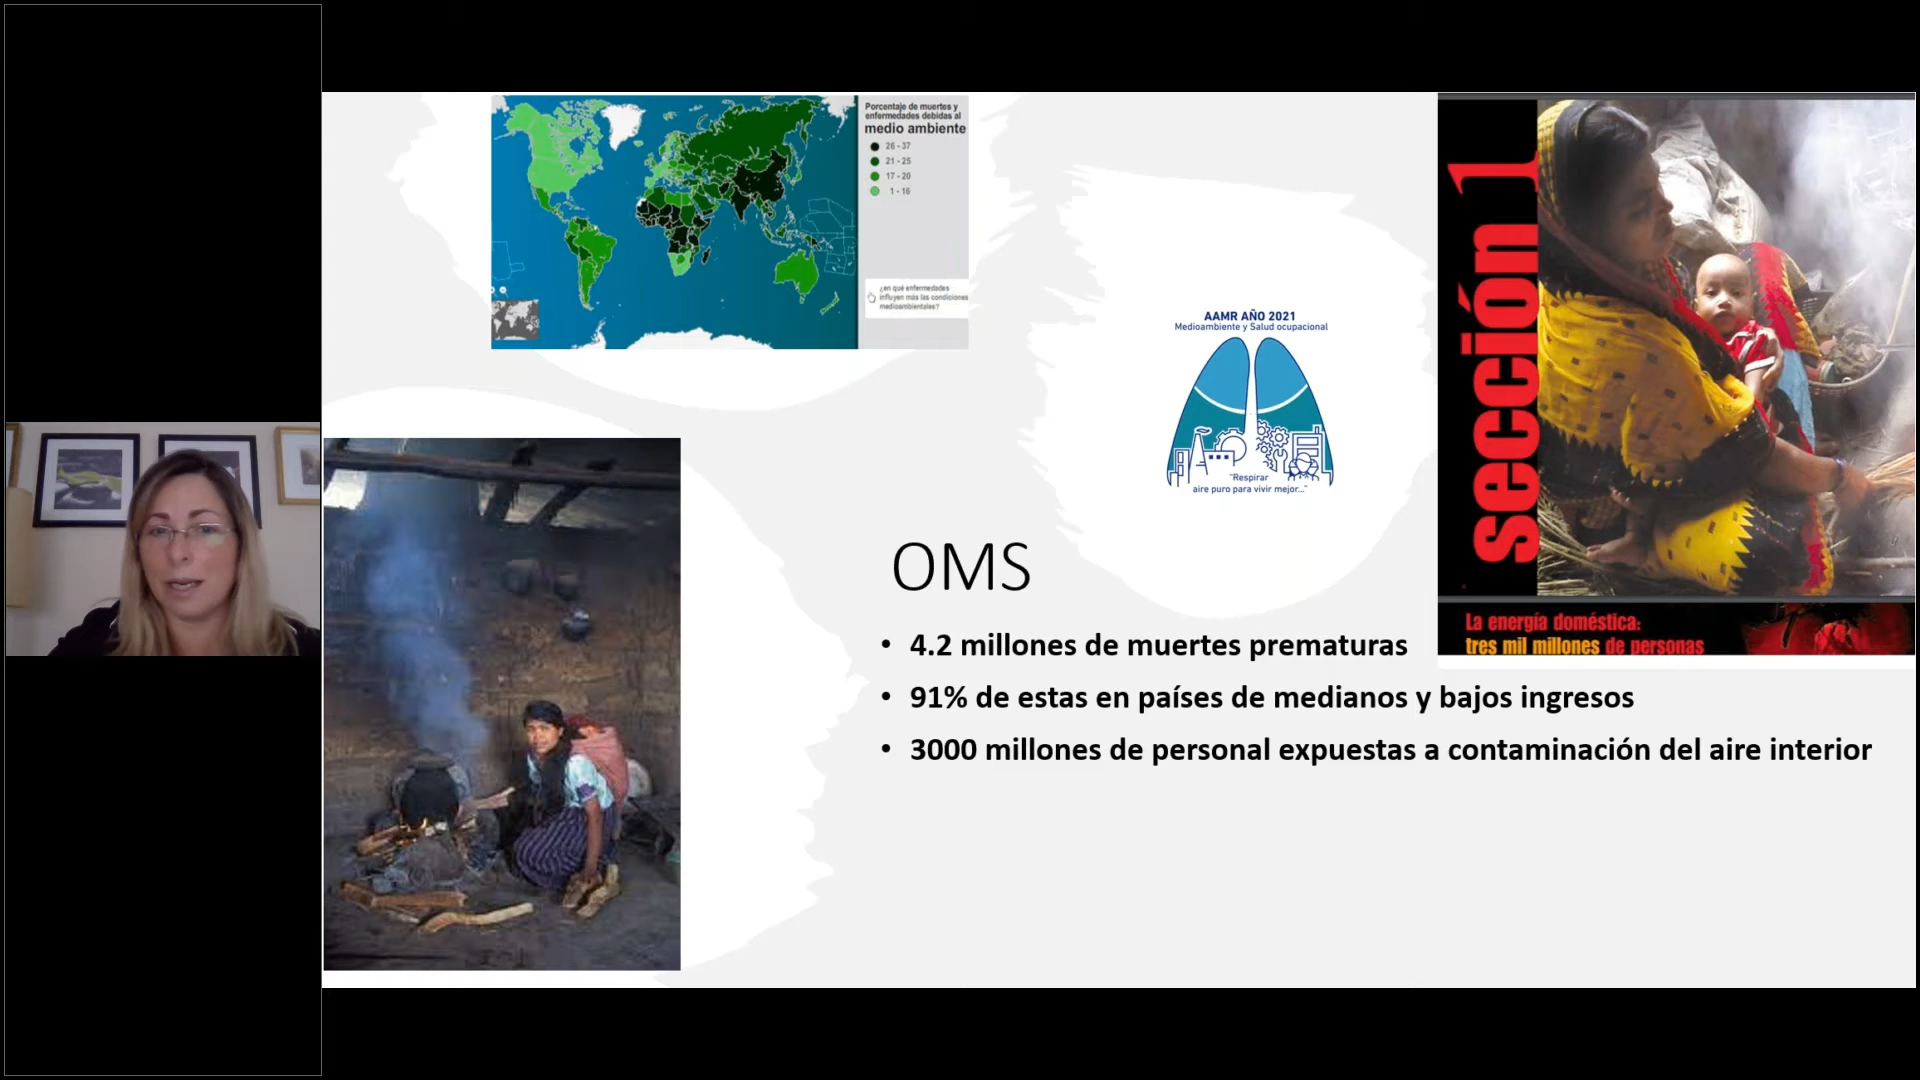 Porcentaje de muertes y
enfermedades debidas al
medio ambiente
26 - 37
21 - 25
17 - 20
1 - 16
¿en qué enfermedades
influyen más las condiciones
medioambientales?
AAMR AÑO 2021
Medioambiente y Salud ocupacional
"Respirar
aire puro para vivir mejor..."
sección 1
La energía doméstica:
tres mil millones de personas
OMS
• 4.2 millones de muertes prematuras
• 91% de estas en países de medianos y bajos ingresos
• 3000 millones de personal expuestas a contaminación del aire interior